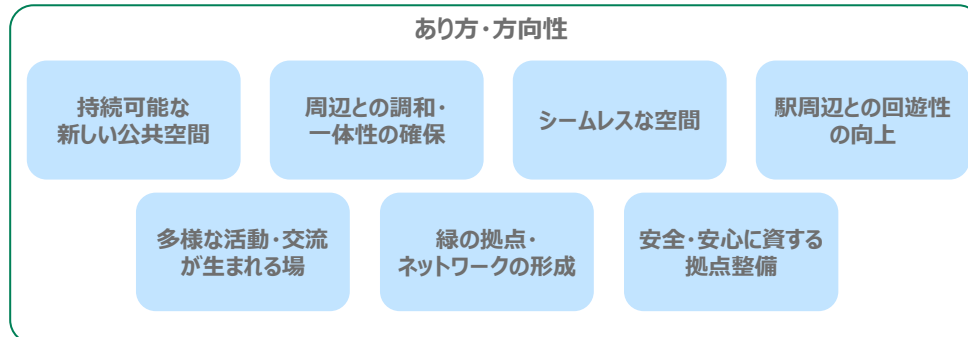 あり方・方向性
持続可能な
新しい公共空間
周辺との調和・
一体性の確保
シームレスな空間
駅周辺との回遊性
の向上
多様な活動・交流
が生まれる場
緑の拠点・
ネットワークの形成
安全・安心に資する
拠点整備